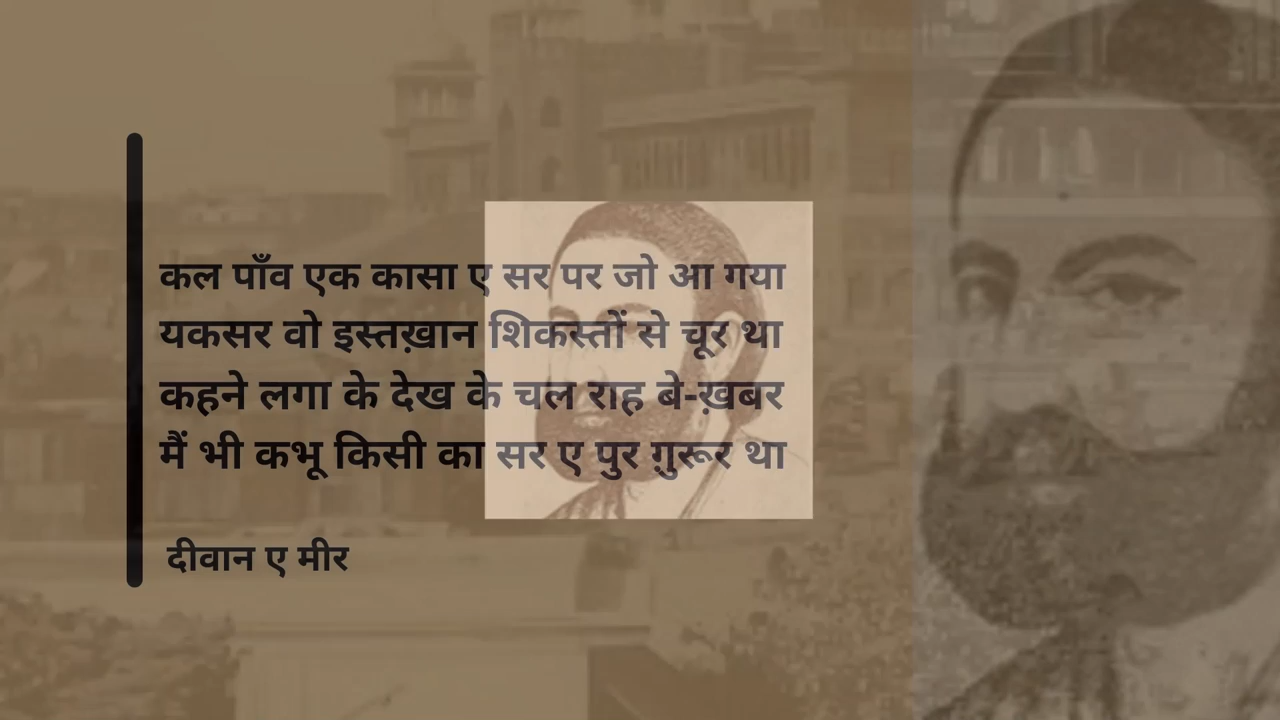 कल पाँव एक कासा ए सर पर जो आ गया
यकसर वो इस्तख़ान शिकस्तों से चूर था
कहने लगा के देख के चल राह बे-ख़बर
मैं भी कभू किसी का सर ए पुर ग़ुरूर था
दीवान ए मीर